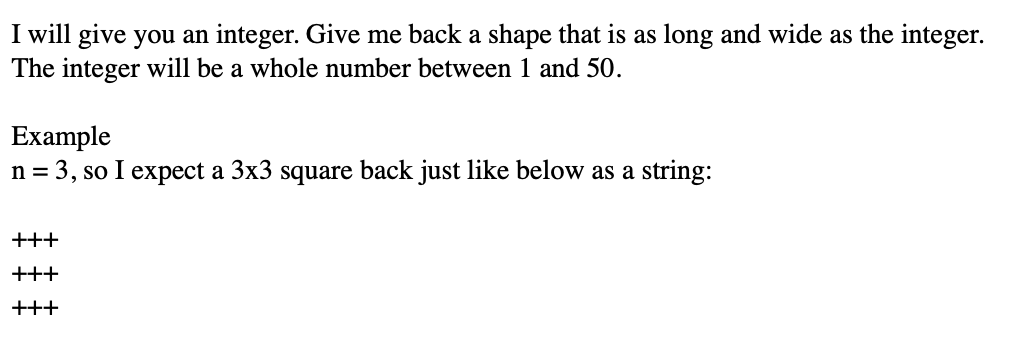 I will give you an integer. Give me back a shape that is as long and wide as the integer.
The integer will be a whole number between 1 and 50.
Example
n = 3, so I expect a 3x3 square back just like below as a string:
+++
+++
+++